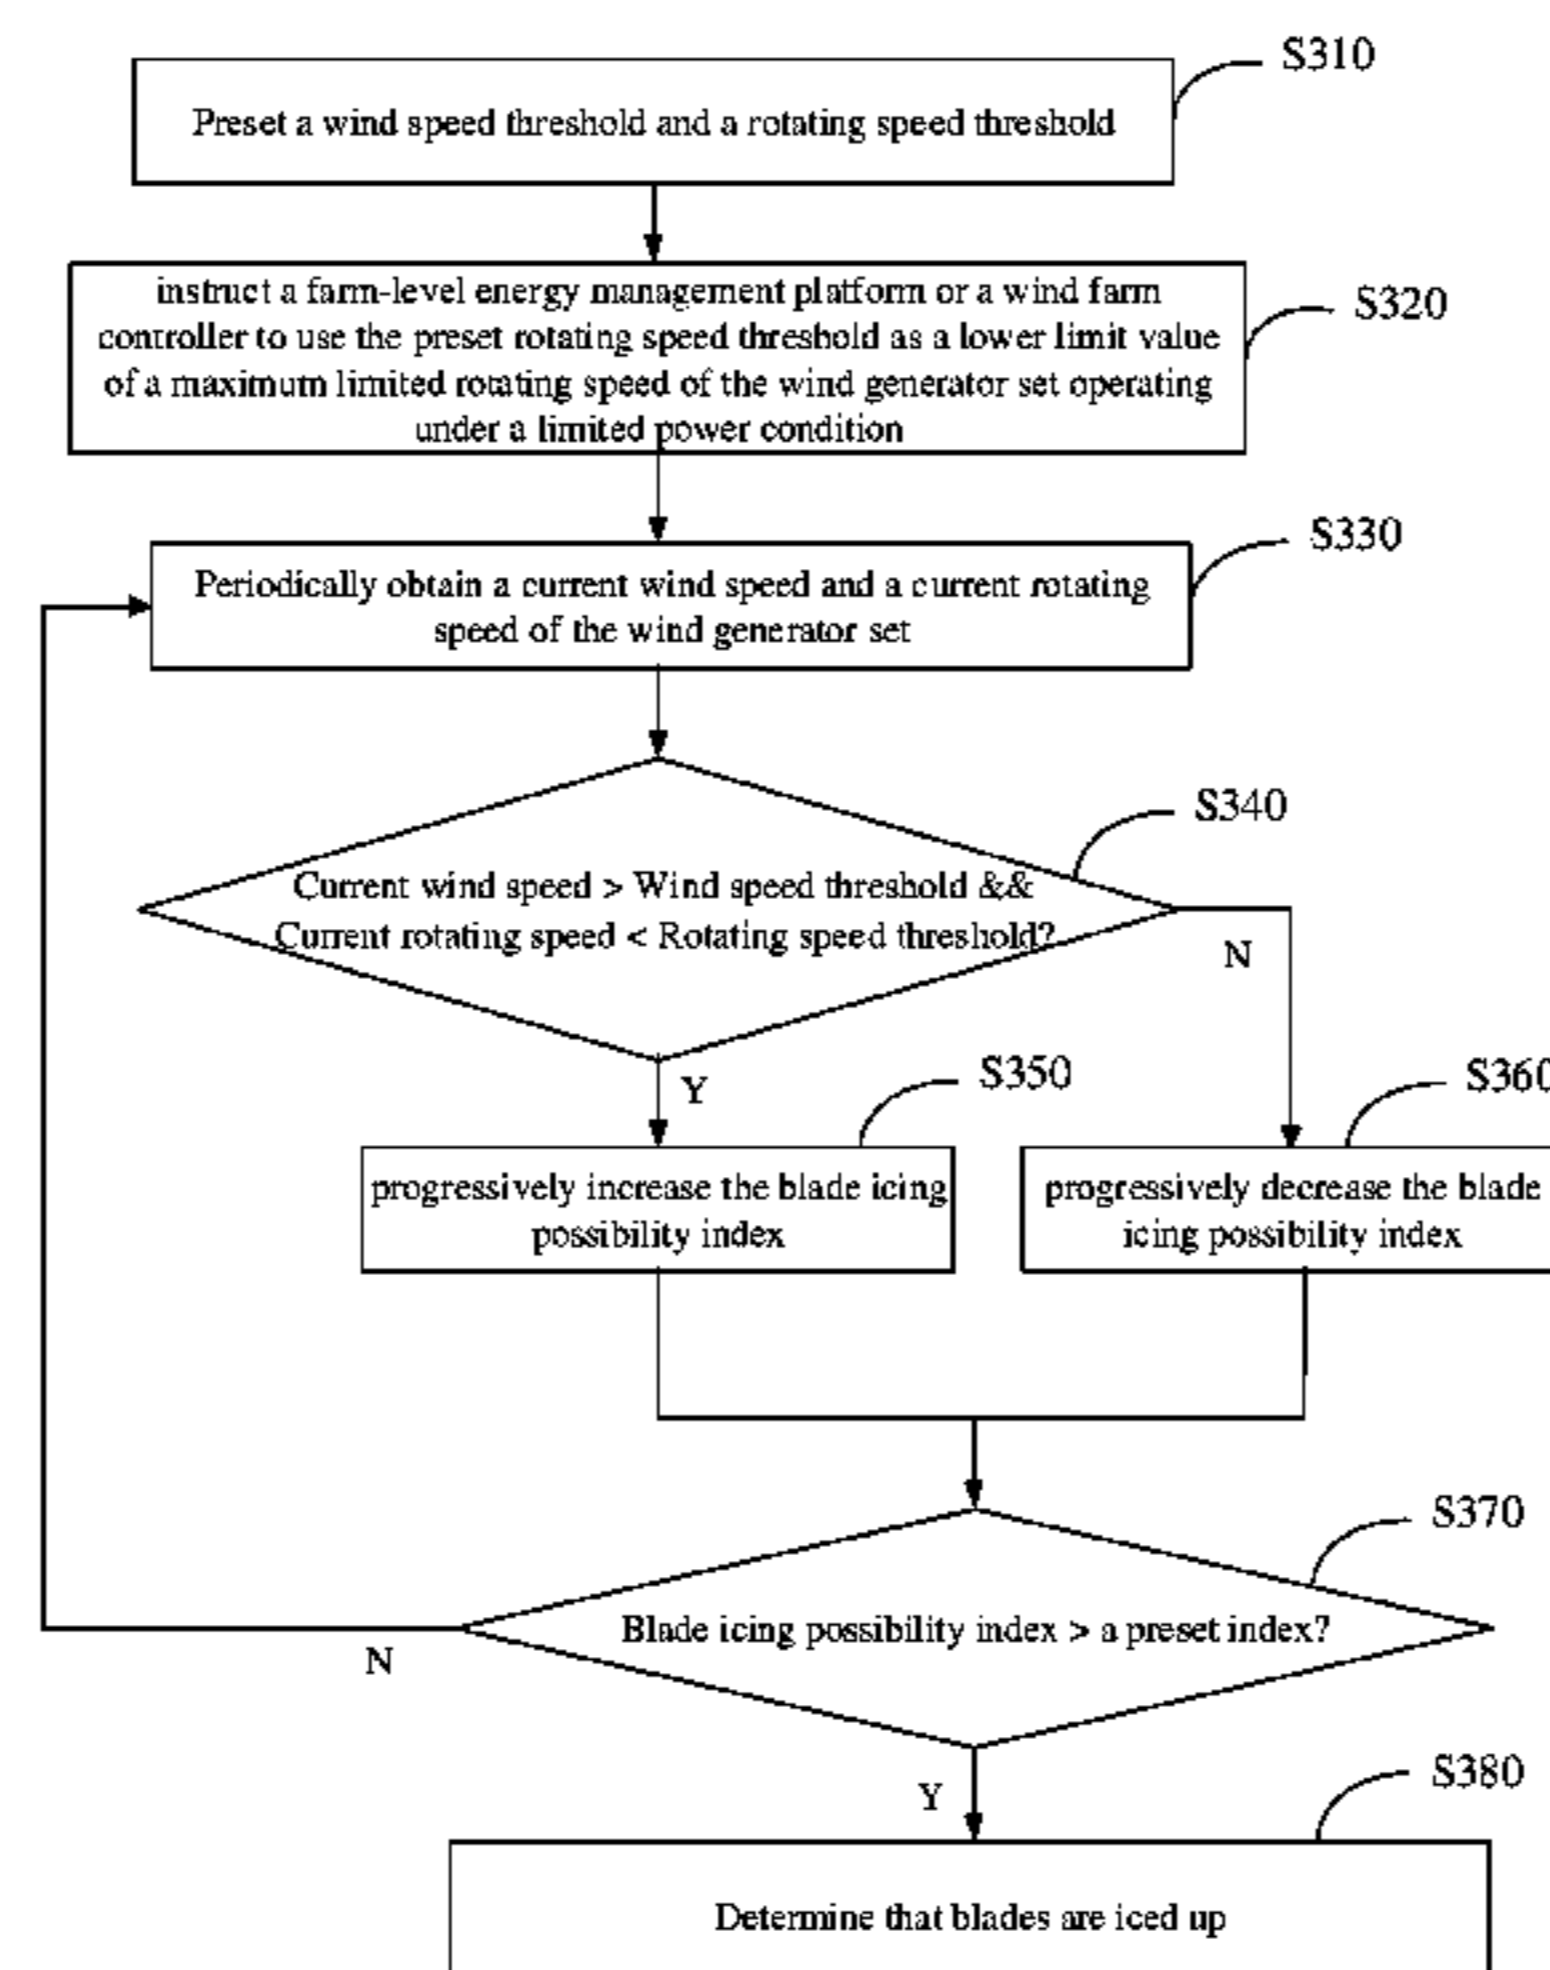 S310
Preset a wind speed threshold and a rotating speed threshold
S320
instruct a farm-level energy management platform or a wind farm
controller to use the preset rotating speed threshold as a lower limit value
of a maximum limited rotating speed of the wind generator set operating
under a limited power condition
S330
Periodically obtain a current wind speed and a current rotating
speed of the wind generator set
S340
Current wind speed > Wind speed threshold &&
Current rotating speed < Rotating speed threshold?
N
Y
S350
S360
progressively increase the blade icing
possibility index
progressively decrease the blade
icing possibility index
S370
Blade icing possibility index > a preset index?
N
Y
S380
Determine that blades are iced up